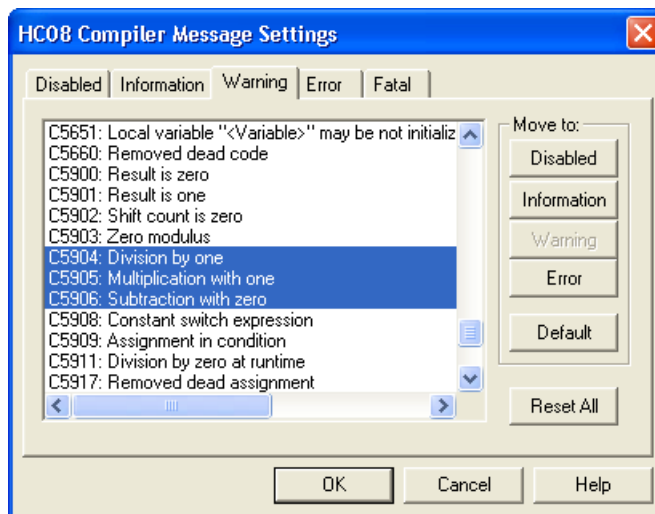 HC08 Compiler Message Settings
Disabled Information Warning Error Fatal
C5651: Local variable "<Variable>" may be not initializ
C5660: Removed dead code
C5900: Result is zero
C5901: Result is one
C5902: Shift count is zero
C5903: Zero modulus
C5904: Division by one
C5905: Multiplication with one
C5906: Subtraction with zero
C5908: Constant switch expression
C5909: Assignment in condition
C5911: Division by zero at runtime
C5917: Removed dead assignment
Move to:
Disabled
Information
Warning
Error
Default
Reset All
OK Cancel Help